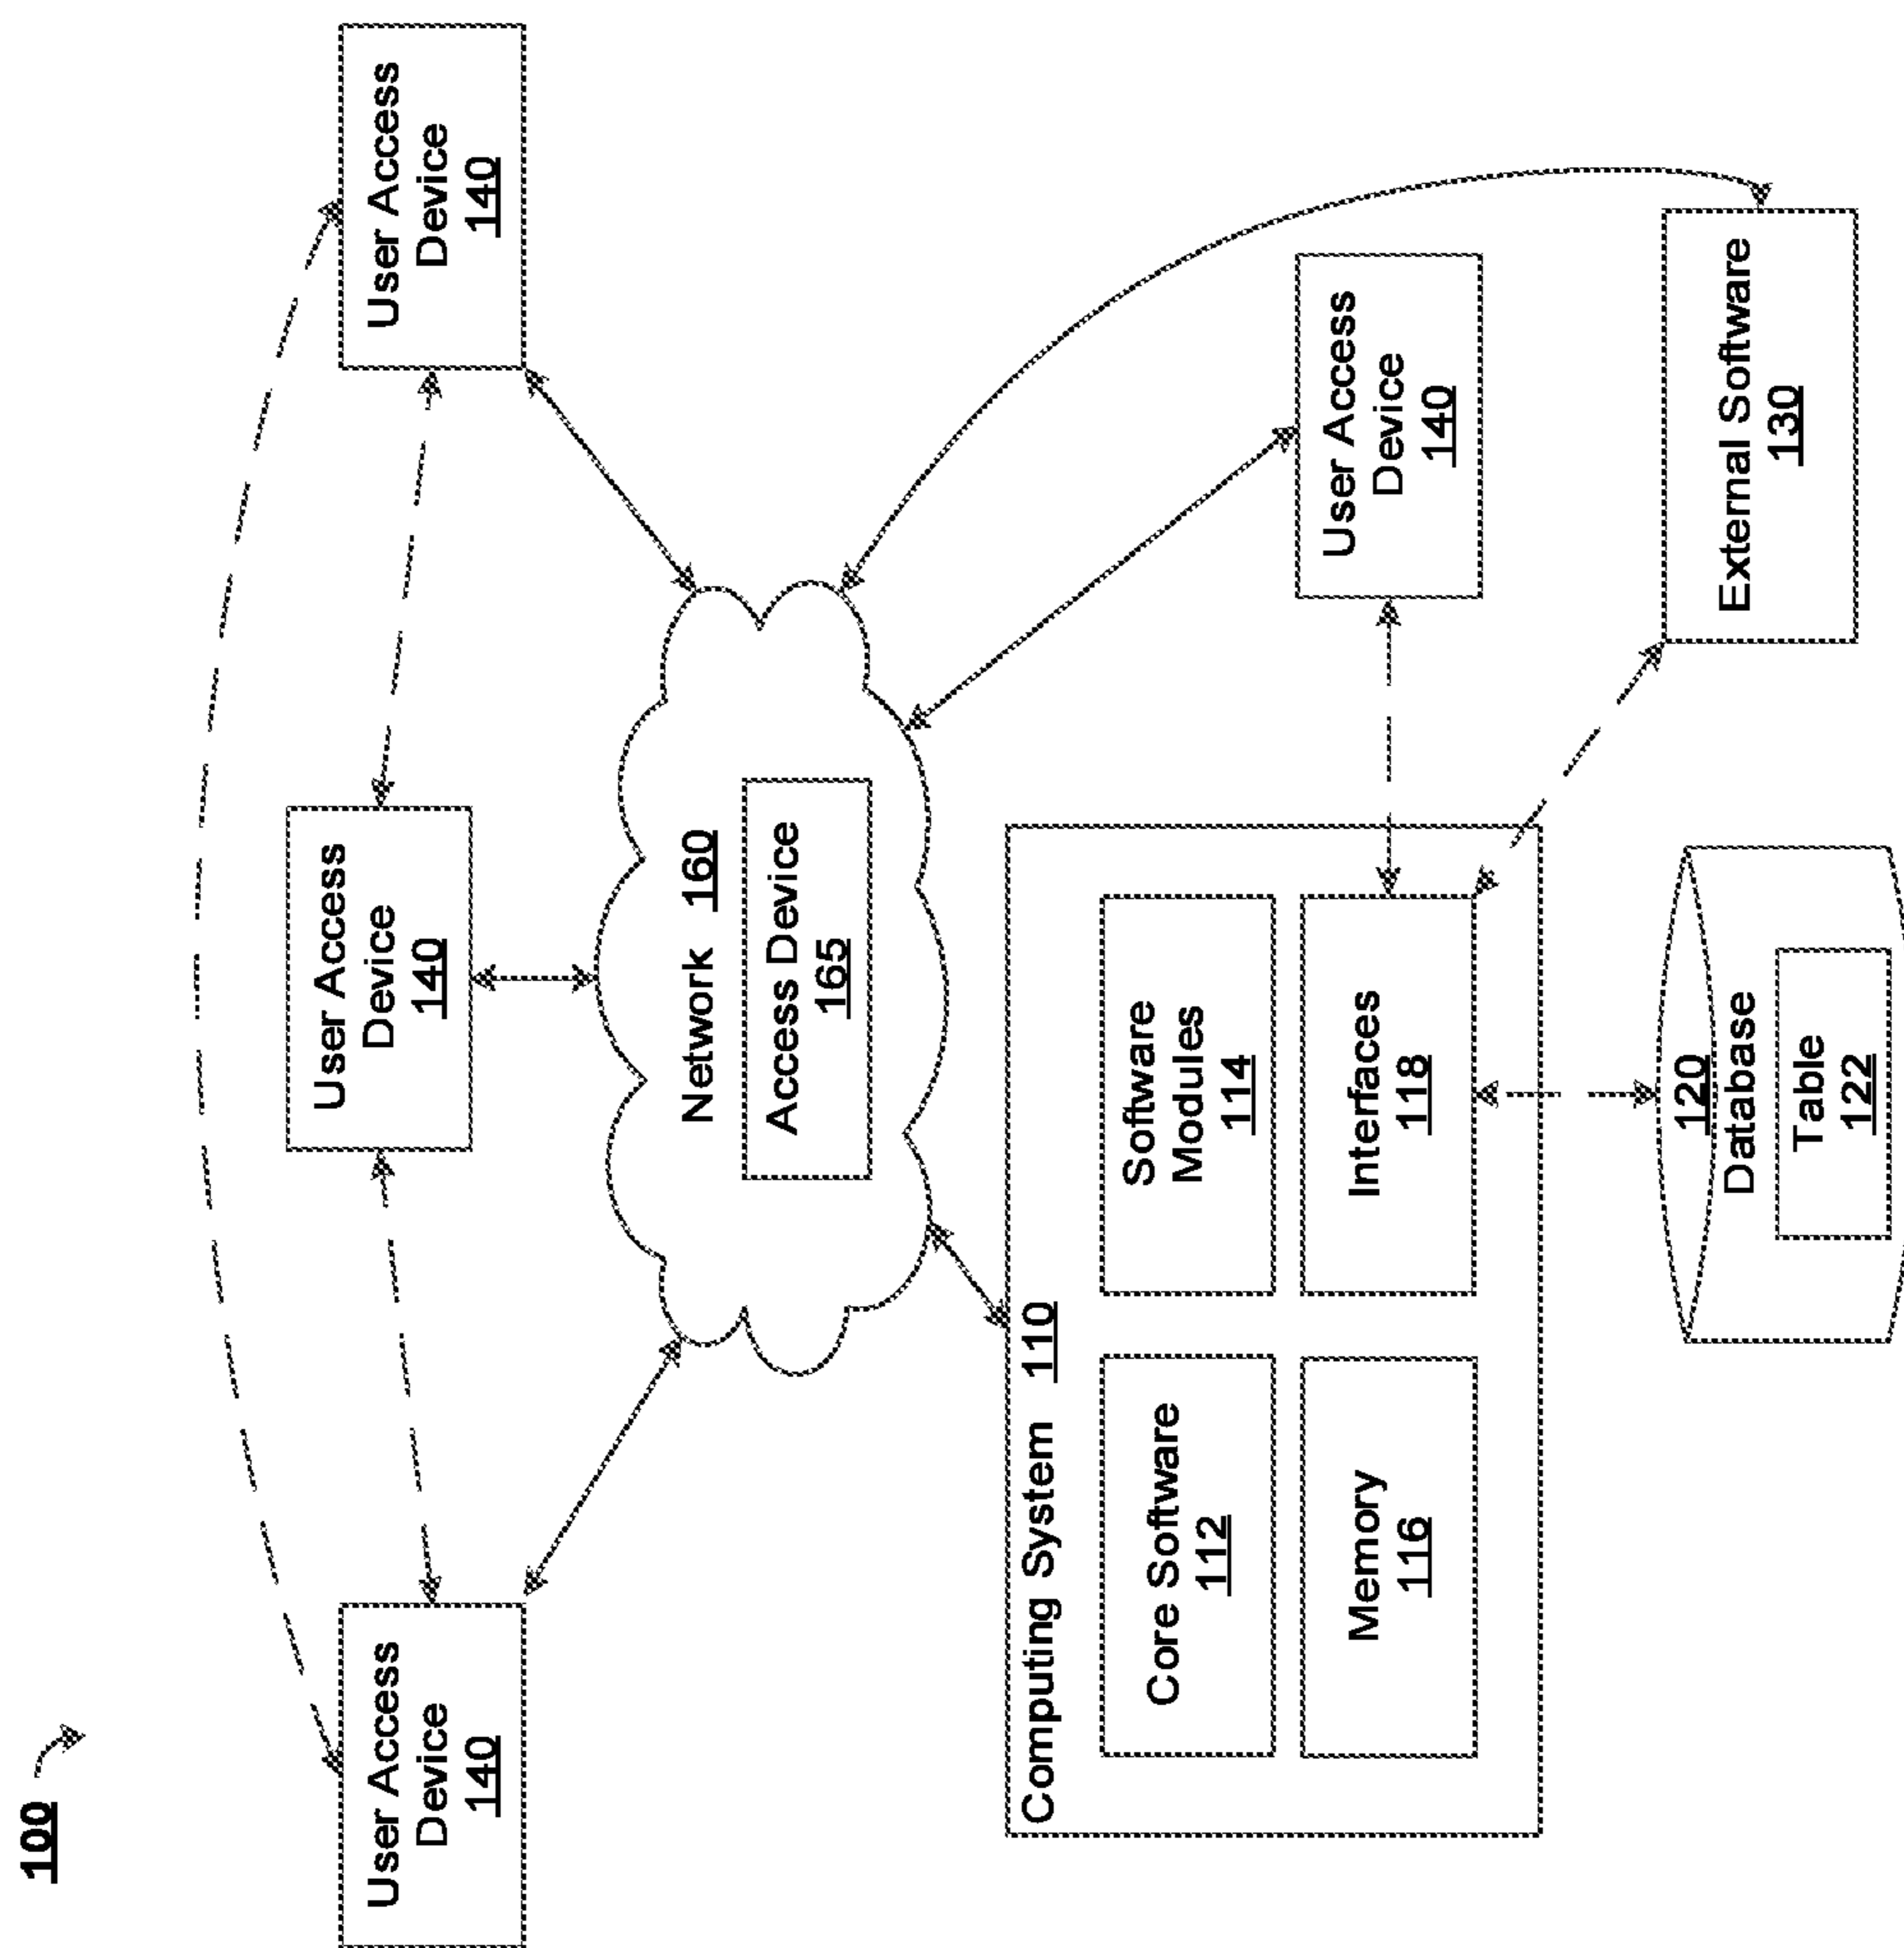 100
User Access
Device
140
User Access
Device
140
User Access
Device
140
Network 160
Access Device
165
Computing System 110
Core Software
112
Software
Modules
114
Memory
116
Interfaces
118
User Access
Device
140
120
Database
Table
122
External Software
130